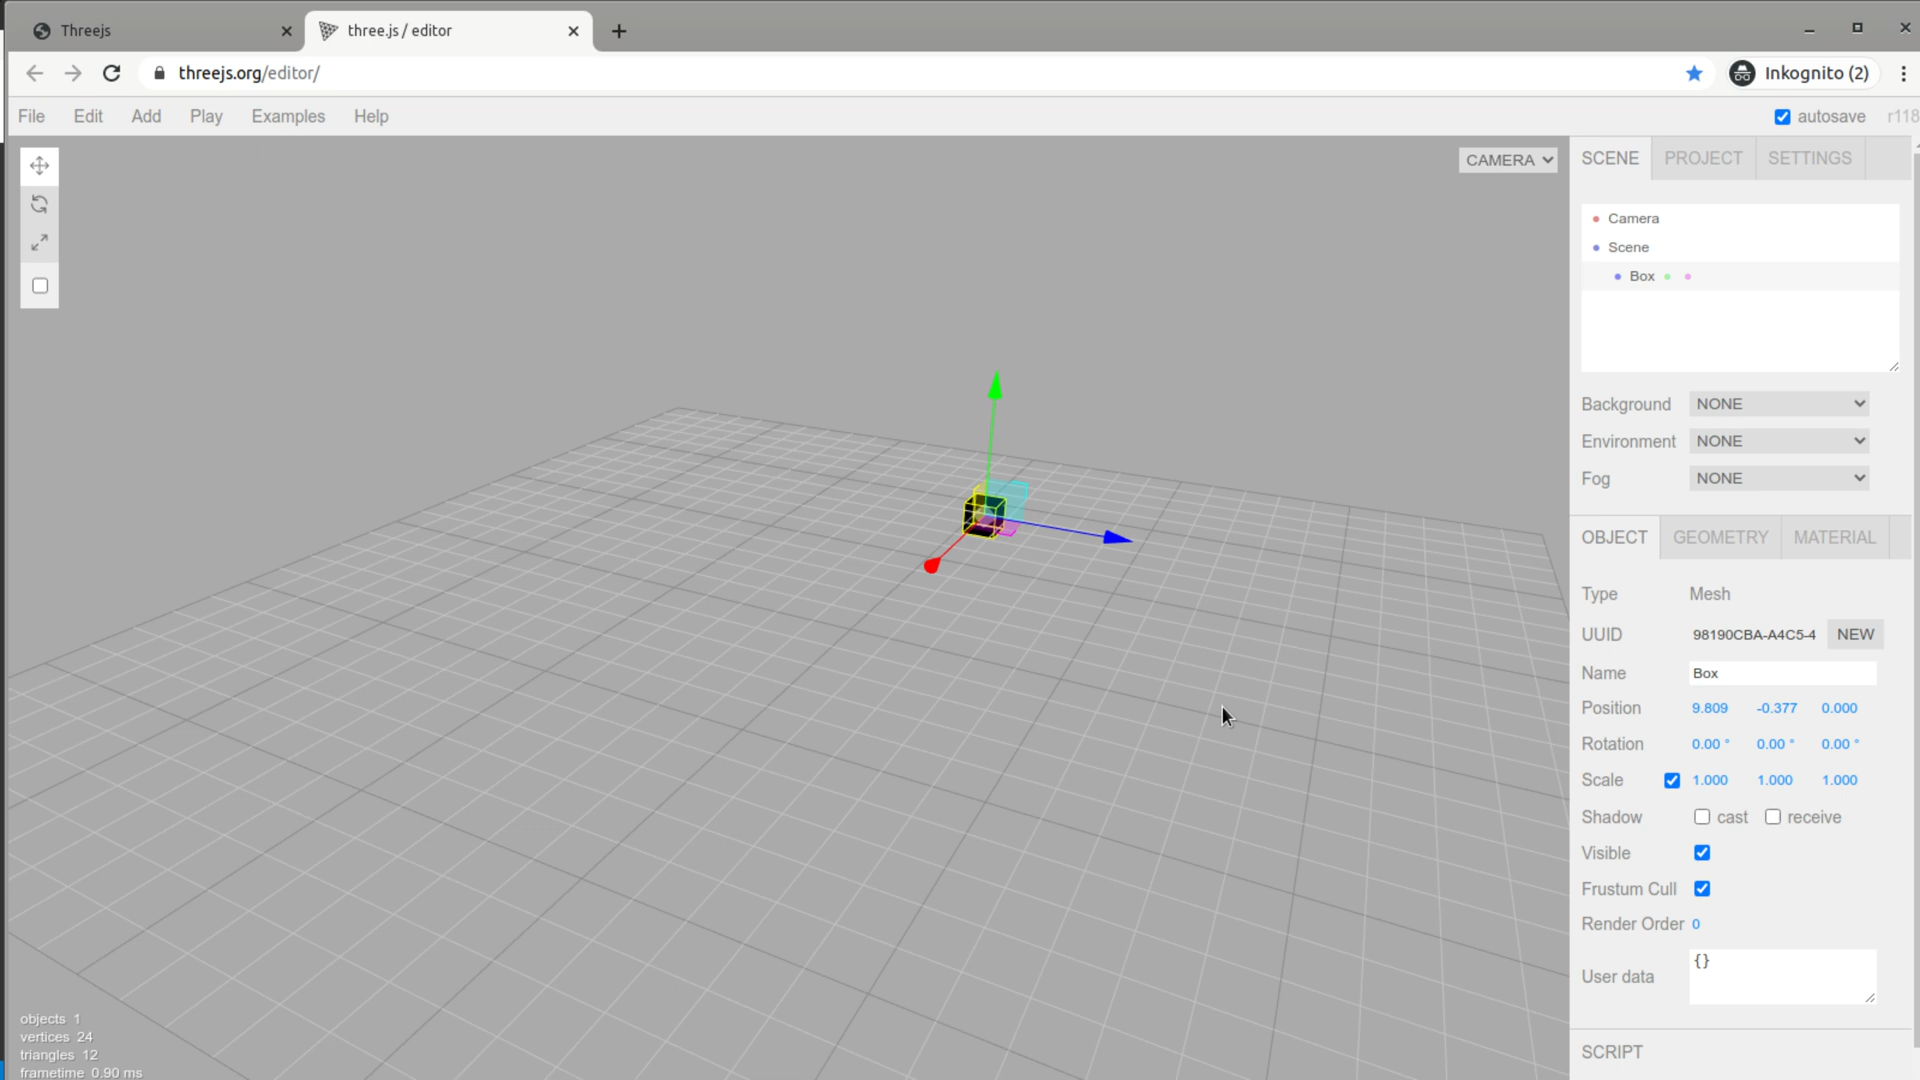 Threejs
three.js / editor
threejs.org/editor/
Inkognito (2)
File Edit Add Play Examples Help
autosave r118
CAMERA
SCENE PROJECT SETTINGS
Camera
Scene
Box
Background NONE
Environment NONE
Fog NONE
OBJECT GEOMETRY MATERIAL
Type Mesh
UUID 98190CBA-A4C5-4 NEW
Name Box
Position 9.809 -0.377 0.000
Rotation 0.00 ° 0.00 ° 0.00 °
Scale 1.000 1.000 1.000
Shadow cast receive
Visible
Frustum Cull
Render Order 0
User data {}
SCRIPT
objects 1
vertices 24
triangles 12
frametime 0.90 ms